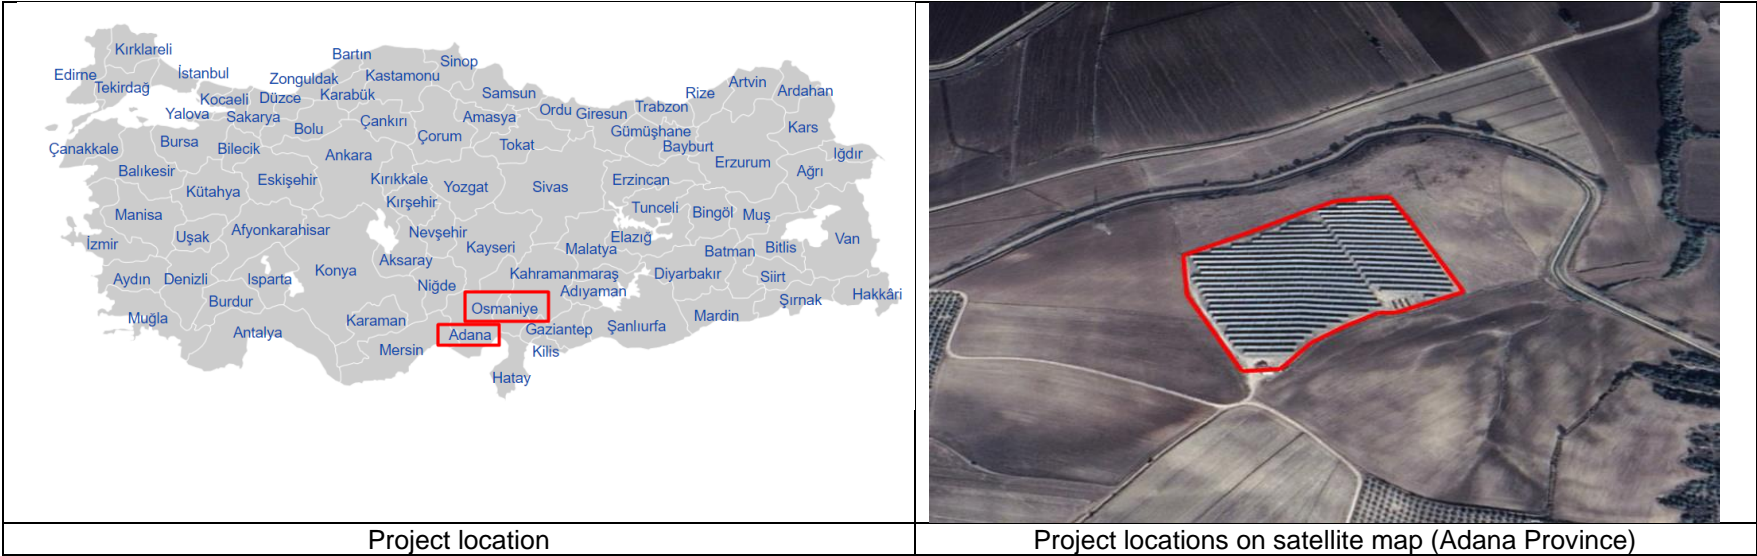 Kırklareli
Bartın
Sinop
Edirne
İstanbul
Zonguldak
Kastamonu
Tekirdağ
Artvin
Rize
Ardahan
Kocaeli
Düzce
Karabük
Samsun
Trabzon
Yalova
Sakarya
Ordu
Giresun
Bolu
Çankırı
Amasya
Gümüşhane
Kars
Çorum
Çanakkale
Bursa
Bilecik
Tokat
Bayburt
Ankara
Iğdır
Erzurum
Balıkesir
Ağrı
Kütahya
Eskişehir
Kırıkkale
Yozgat
Sivas
Erzincan
Kırşehir
Tunceli
Bingöl
Muş
Manisa
Uşak
Afyonkarahisar
Nevşehir
Elazığ
Van
İzmir
Kayseri
Malatya
Batman
Bitlis
Aksaray
Konya
Aydın
Denizli
Isparta
Kahramanmaraş
Diyarbakır
Siirt
Niğde
Adıyaman
Hakkâri
Burdur
Şırnak
Osmaniye
Muğla
Karaman
Mardin
Antalya
Adana
Gaziantep
Şanlıurfa
Mersin
Kilis
Hatay
Project location
Project locations on satellite map (Adana Province)